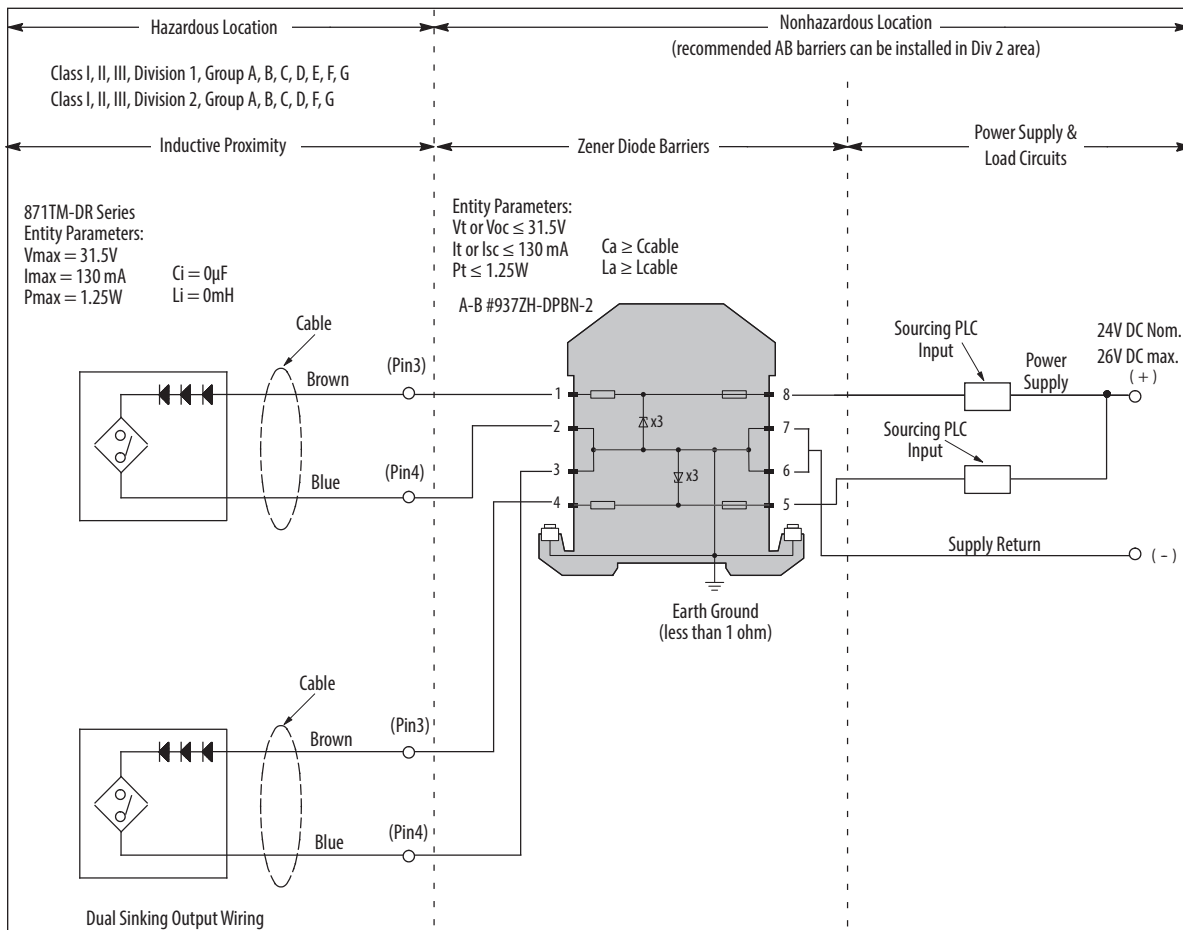 Hazardous Location
Nonhazardous Location
(recommended AB barriers can be installed in Div 2 area)
Class I, II, III, Division 1, Group A, B, C, D, E, F, G
Class I, II, III, Division 2, Group A, B, C, D, F, G
Inductive Proximity
Zener Diode Barriers
Power Supply &
Load Circuits
871TM-DR Series
Entity Parameters:
Vmax = 31.5V
Imax = 130 mA
Pmax = 1.25W
Ci = 0µF
Li = 0mH
Entity Parameters:
Vt or Voc ≤ 31.5V
It or Isc ≤ 130 mA
Pt ≤ 1.25W
Ca ≥ Ccable
La ≥ Lcable
A-B #937ZH-DPBN-2
Cable
Brown
(Pin3)
Blue
(Pin4)
1
2
3
4
x3
x3
8
7
6
5
Sourcing PLC
Input
Power
Supply
24V DC Nom.
26V DC max.
(+)
Sourcing PLC
Input
Supply Return
(-)
Earth Ground
(less than 1 ohm)
Cable
Brown
(Pin3)
Blue
(Pin4)
Dual Sinking Output Wiring